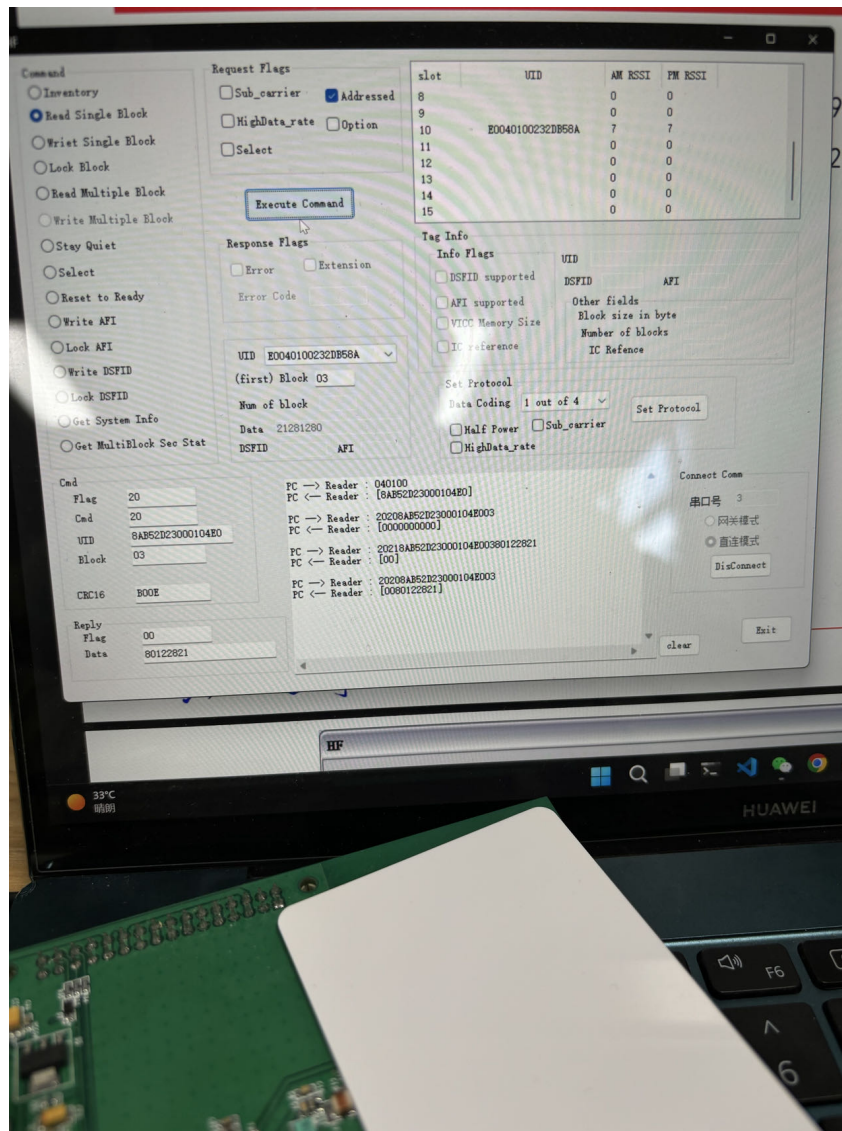 Command
Inventory
Read Single Block
Wriet Single Block
Lock Block
Read Multiple Block
Write Multiple Block
Stay Quiet
Select
Reset to Ready
Write AFI
Lock AFI
Write DSFID
Lock DSFID
Get System Info
Get MultiBlock Sec Stat
Request Flags
Sub_carrier
Addressed
HighData_rate
Option
Select
Execute Command
Response Flags
Error
Extension
Error Code
UID E0040100232DB58A
(first) Block 03
Num of block
Data 21281280
DSFID AFI
slot UID AM RSSI PM RSSI
8 0 0
9 0 0
10 E0040100232DB58A 7 7
11 0 0
12 0 0
13 0 0
14 0 0
15 0 0
Tag Info
Info Flags
DSFID supported
AFI supported
VICC Memory Size
IC reference
UID
DSFID AFI
Other fields
Block size in byte
Number of blocks
IC Refence
Set Protocol
Data Coding 1 out of 4
Set Protocol
Half Power Sub_carrier
HighData_rate
Cmd
Flag 20
Cmd 20
UID 8AB52D23000104E0
Block 03
CRC16 B00E
Reply
Flag 00
Data 80122821
PC —> Reader : 040100
PC <— Reader : [8AB52D23000104E0]
PC —> Reader : 20208AB52D23000104E003
PC <— Reader : [0000000000]
PC —> Reader : 20218AB52D23000104E00380122821
PC <— Reader : [00]
PC —> Reader : 20208AB52D23000104E003
PC <— Reader : [0080122821]
Connect Comm
串口号 3
网关模式
直连模式
DisConnect
clear
Exit
HF
33°C
晴朗
HUAWEI
F6
6